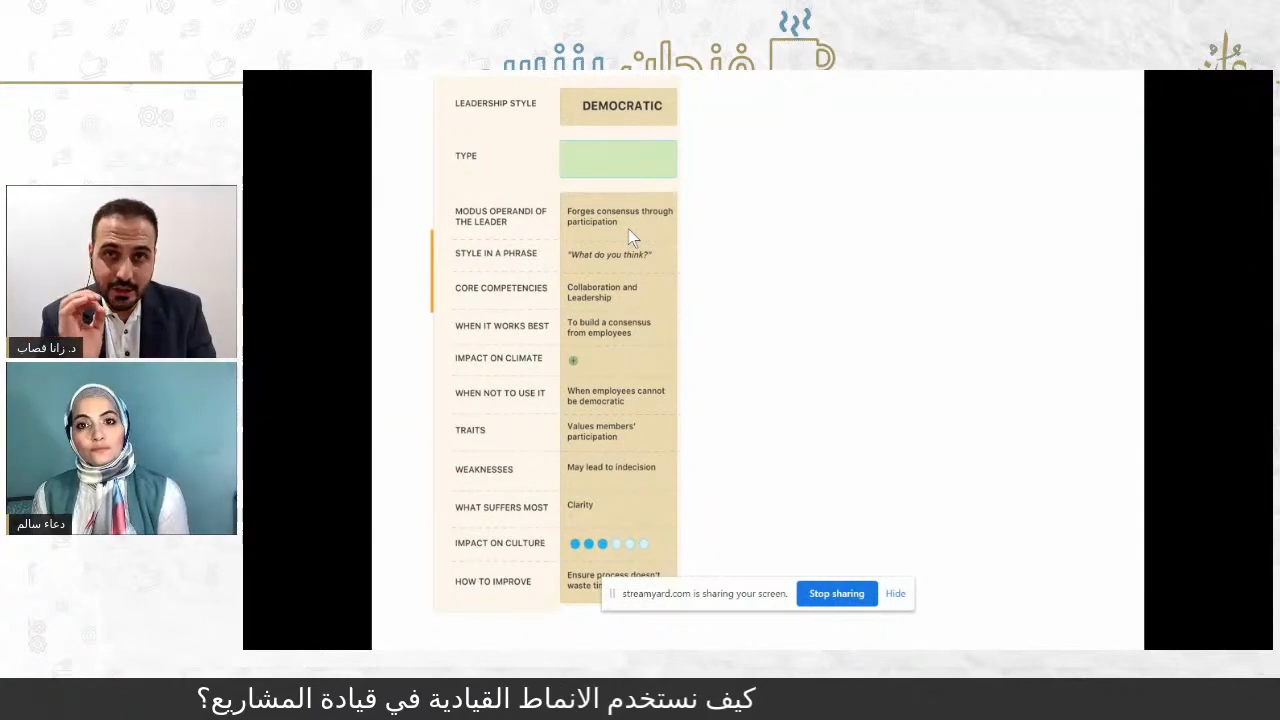 فنجان بزنس
LEADERSHIP STYLE
DEMOCRATIC
TYPE
MODUS OPERANDI OF
THE LEADER
Forges consensus through
participation
STYLE IN A PHRASE
"What do you think?"
CORE COMPETENCIES
Collaboration and
Leadership
WHEN IT WORKS BEST
To build a consensus
from employees
IMPACT ON CLIMATE
+
WHEN NOT TO USE IT
When employees cannot
be democratic
TRAITS
Values members'
participation
WEAKNESSES
May lead to indecision
WHAT SUFFERS MOST
Clarity
IMPACT ON CULTURE
HOW TO IMPROVE
Ensure process doesn't
waste
streamyard.com is sharing your screen.
Stop sharing
Hide
د. زانا قصاب
دعاء سالم
كيف نستخدم الانماط القيادية في قيادة المشاريع؟